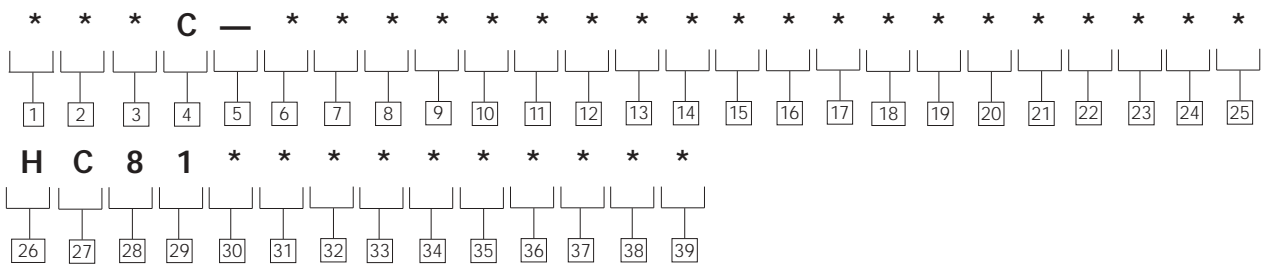 * * * C — * * * * * * * * * * * * * * * * * * * *
1 2 3 4 5 6 7 8 9 10 11 12 13 14 15 16 17 18 19 20 21 22 23 24 25
H C 8 1 * * * * * * * * * *
26 27 28 29 30 31 32 33 34 35 36 37 38 39